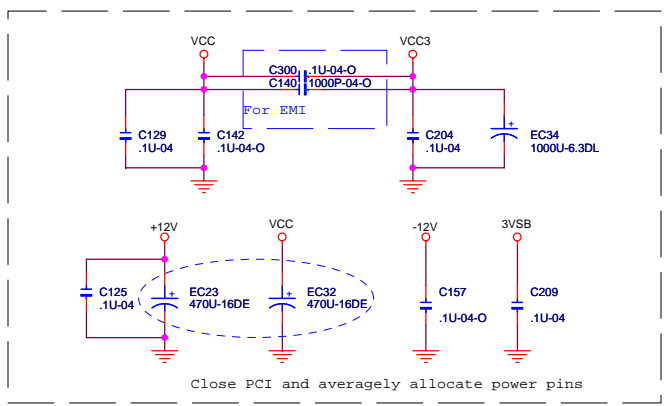 VCC
VCC3
C300
.1U-04-O
C140
1000P-04-O
For EMI
C129
.1U-04
C142
.1U-04-O
C204
.1U-04
+
EC34
1000U-6.3DL
+12V
VCC
-12V
3VSB
C125
.1U-04
+
EC23
470U-16DE
+
EC32
470U-16DE
C157
.1U-04-O
C209
.1U-04
Close PCI and averagely allocate power pins